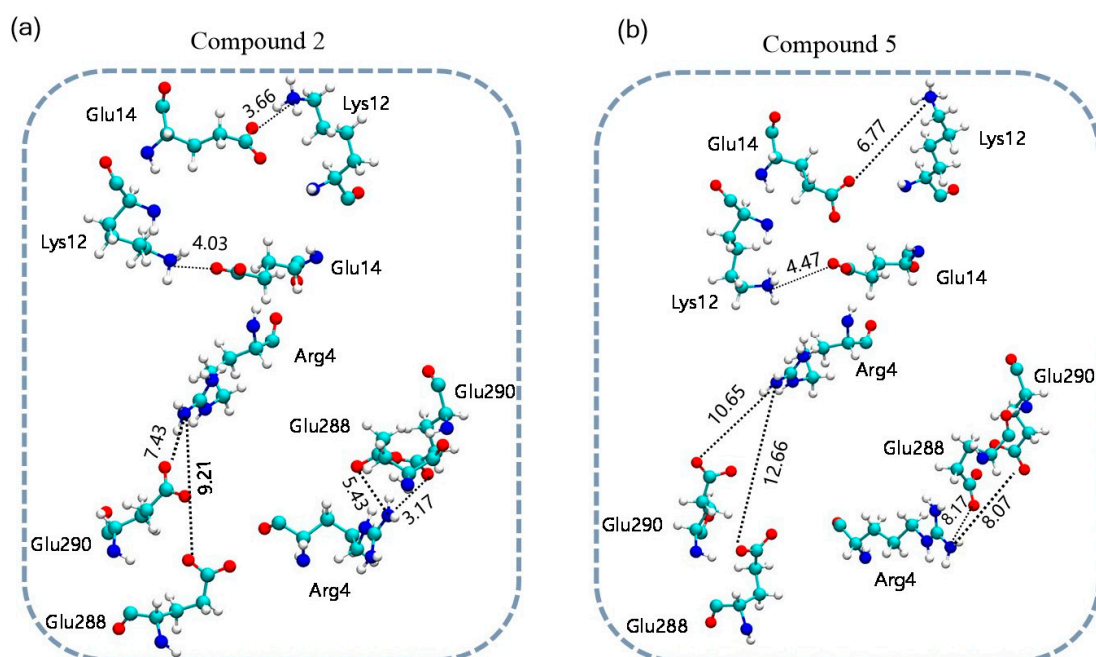 (a)
Compound 2
Glu14
3.66
Lys12
Lys12
4.03
Glu14
Arg4
7.43
9.21
Glu290
Glu288
5.43
3.17
Glu290
Arg4
Glu288
(b)
Compound 5
Glu14
6.77
Lys12
Lys12
4.47
Glu14
Arg4
10.65
12.66
Glu290
Glu288
8.17
8.07
Glu290
Arg4
Glu288